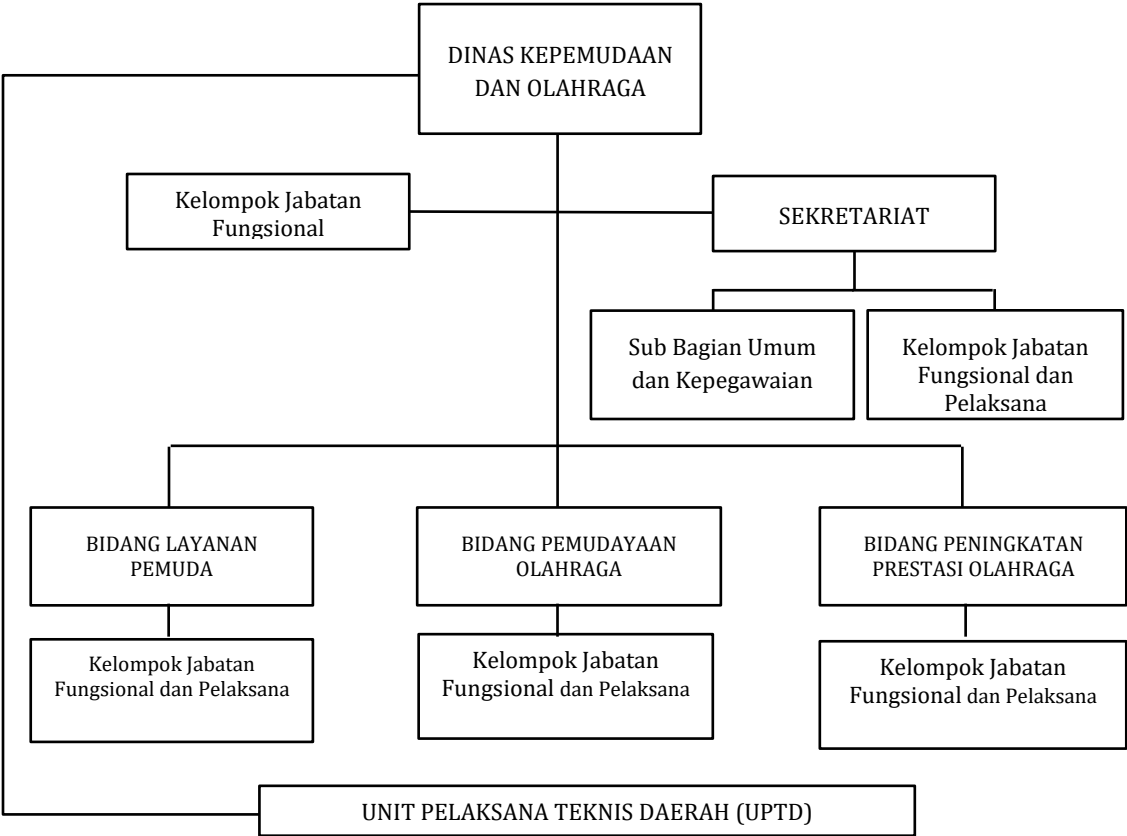 DINAS KEPEMUDAAN
DAN OLAHRAGA
Kelompok Jabatan
Fungsional
SEKRETARIAT
Sub Bagian Umum
dan Kepegawaian
Kelompok Jabatan
Fungsional dan
Pelaksana
BIDANG LAYANAN
PEMUDA
BIDANG PEMUDAYAAN
OLAHRAGA
BIDANG PENINGKATAN
PRESTASI OLAHRAGA
Kelompok Jabatan
Fungsional dan Pelaksana
Kelompok Jabatan
Fungsional dan Pelaksana
Kelompok Jabatan
Fungsional dan Pelaksana
UNIT PELAKSANA TEKNIS DAERAH (UPTD)